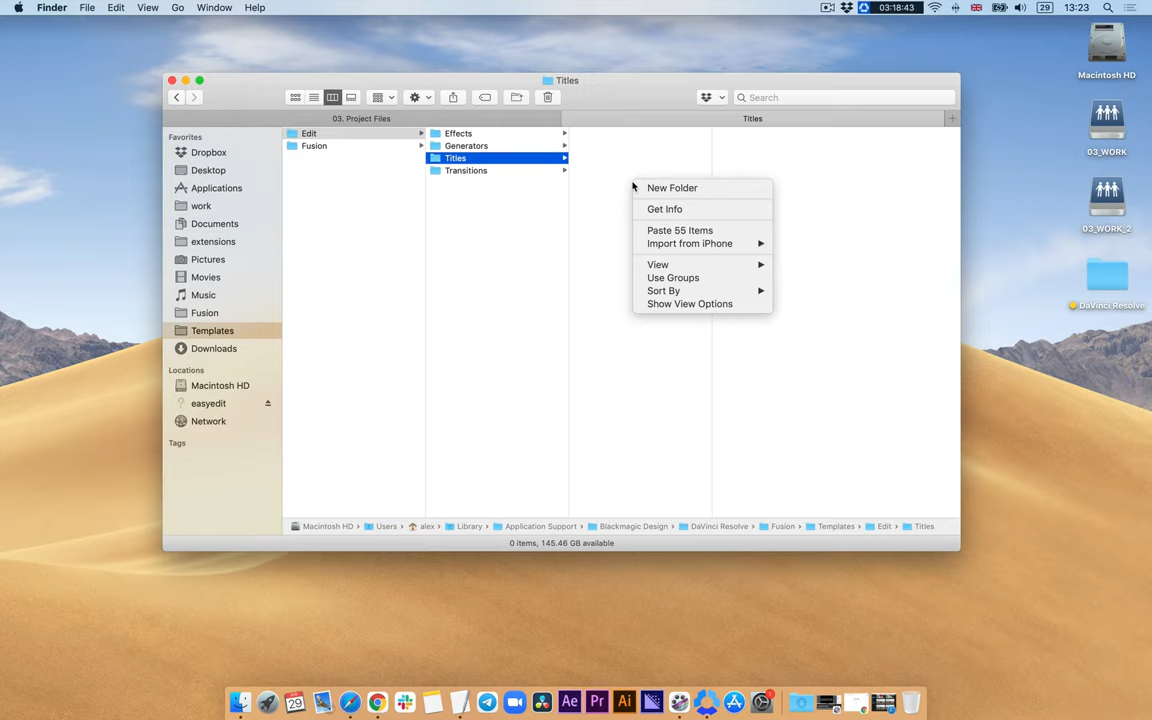 Finder File Edit View Go Window Help 03:18:43 29 13:23
Titles
Search
03. Project Files Titles
Favorites
Dropbox
Desktop
Applications
work
Documents
extensions
Pictures
Movies
Music
Fusion
Templates
Downloads
Locations
Macintosh HD
easyedit
Network
Tags
Edit
Fusion
Effects
Generators
Titles
Transitions
New Folder
Get Info
Paste 55 Items
Import from iPhone
View
Use Groups
Sort By
Show View Options
Macintosh HD Users alex Library Application Support Blackmagic Design DaVinci Resolve Fusion Templates Edit Titles
0 items, 145.46 GB available
Macintosh HD
03_WORK
03_WORK_2
DaVinci Resolve
29
Ae Pr Ai